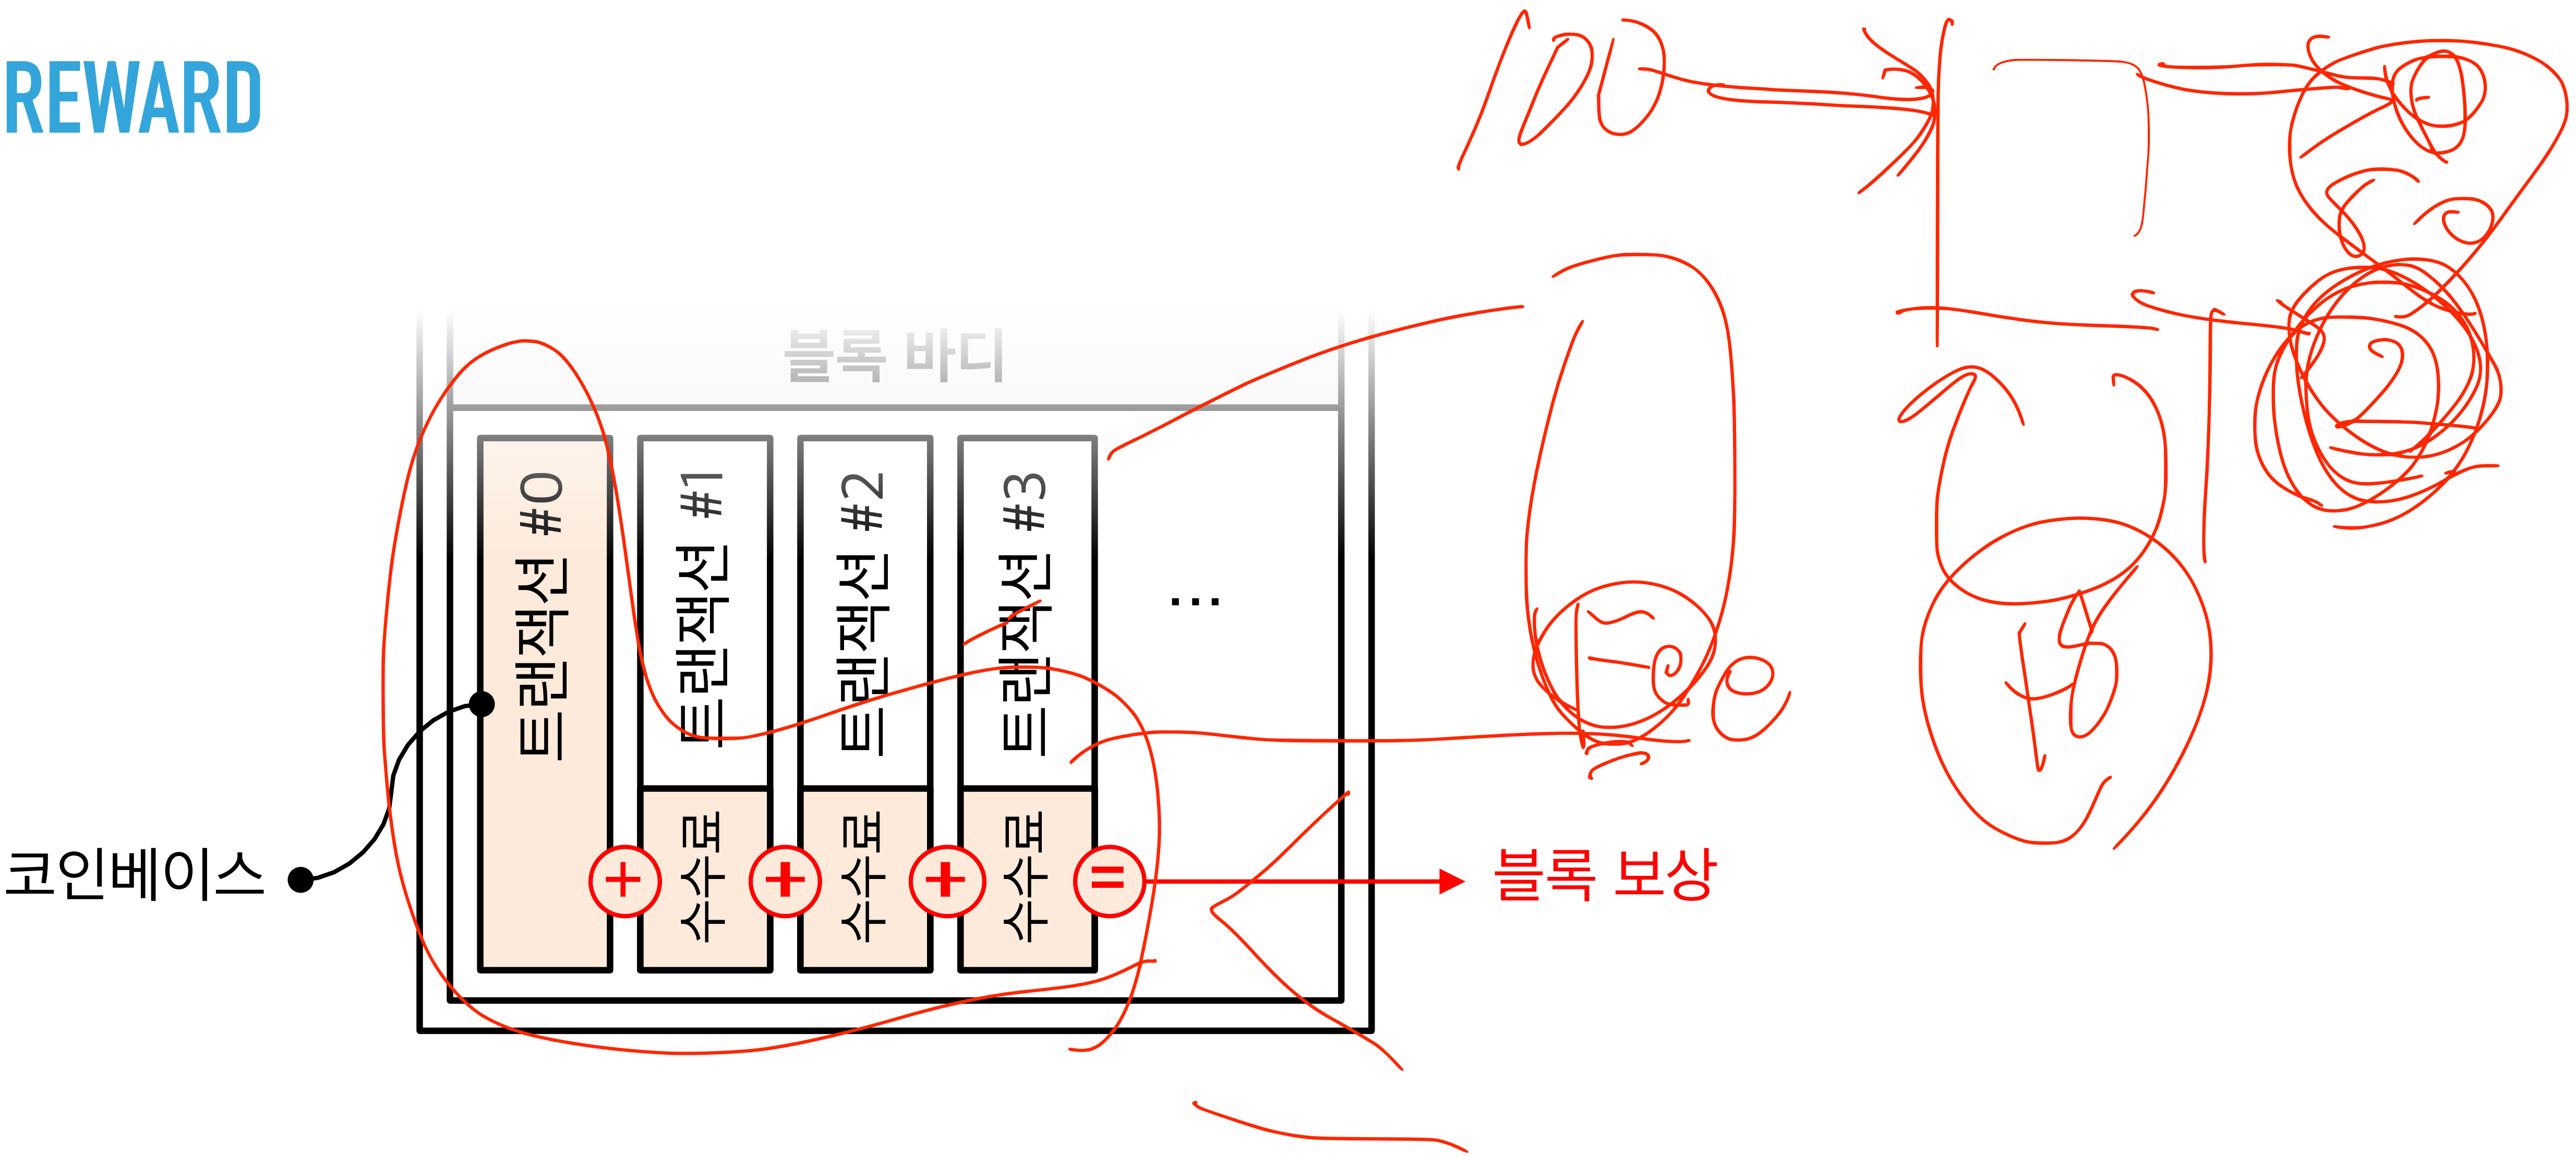 REWARD
100
블록 바디
트랜잭션 #0
트랜잭션 #1
트랜잭션 #2
트랜잭션 #3
...
수수료
수수료
수수료
+
+
+
=
코인베이스
블록 보상
2